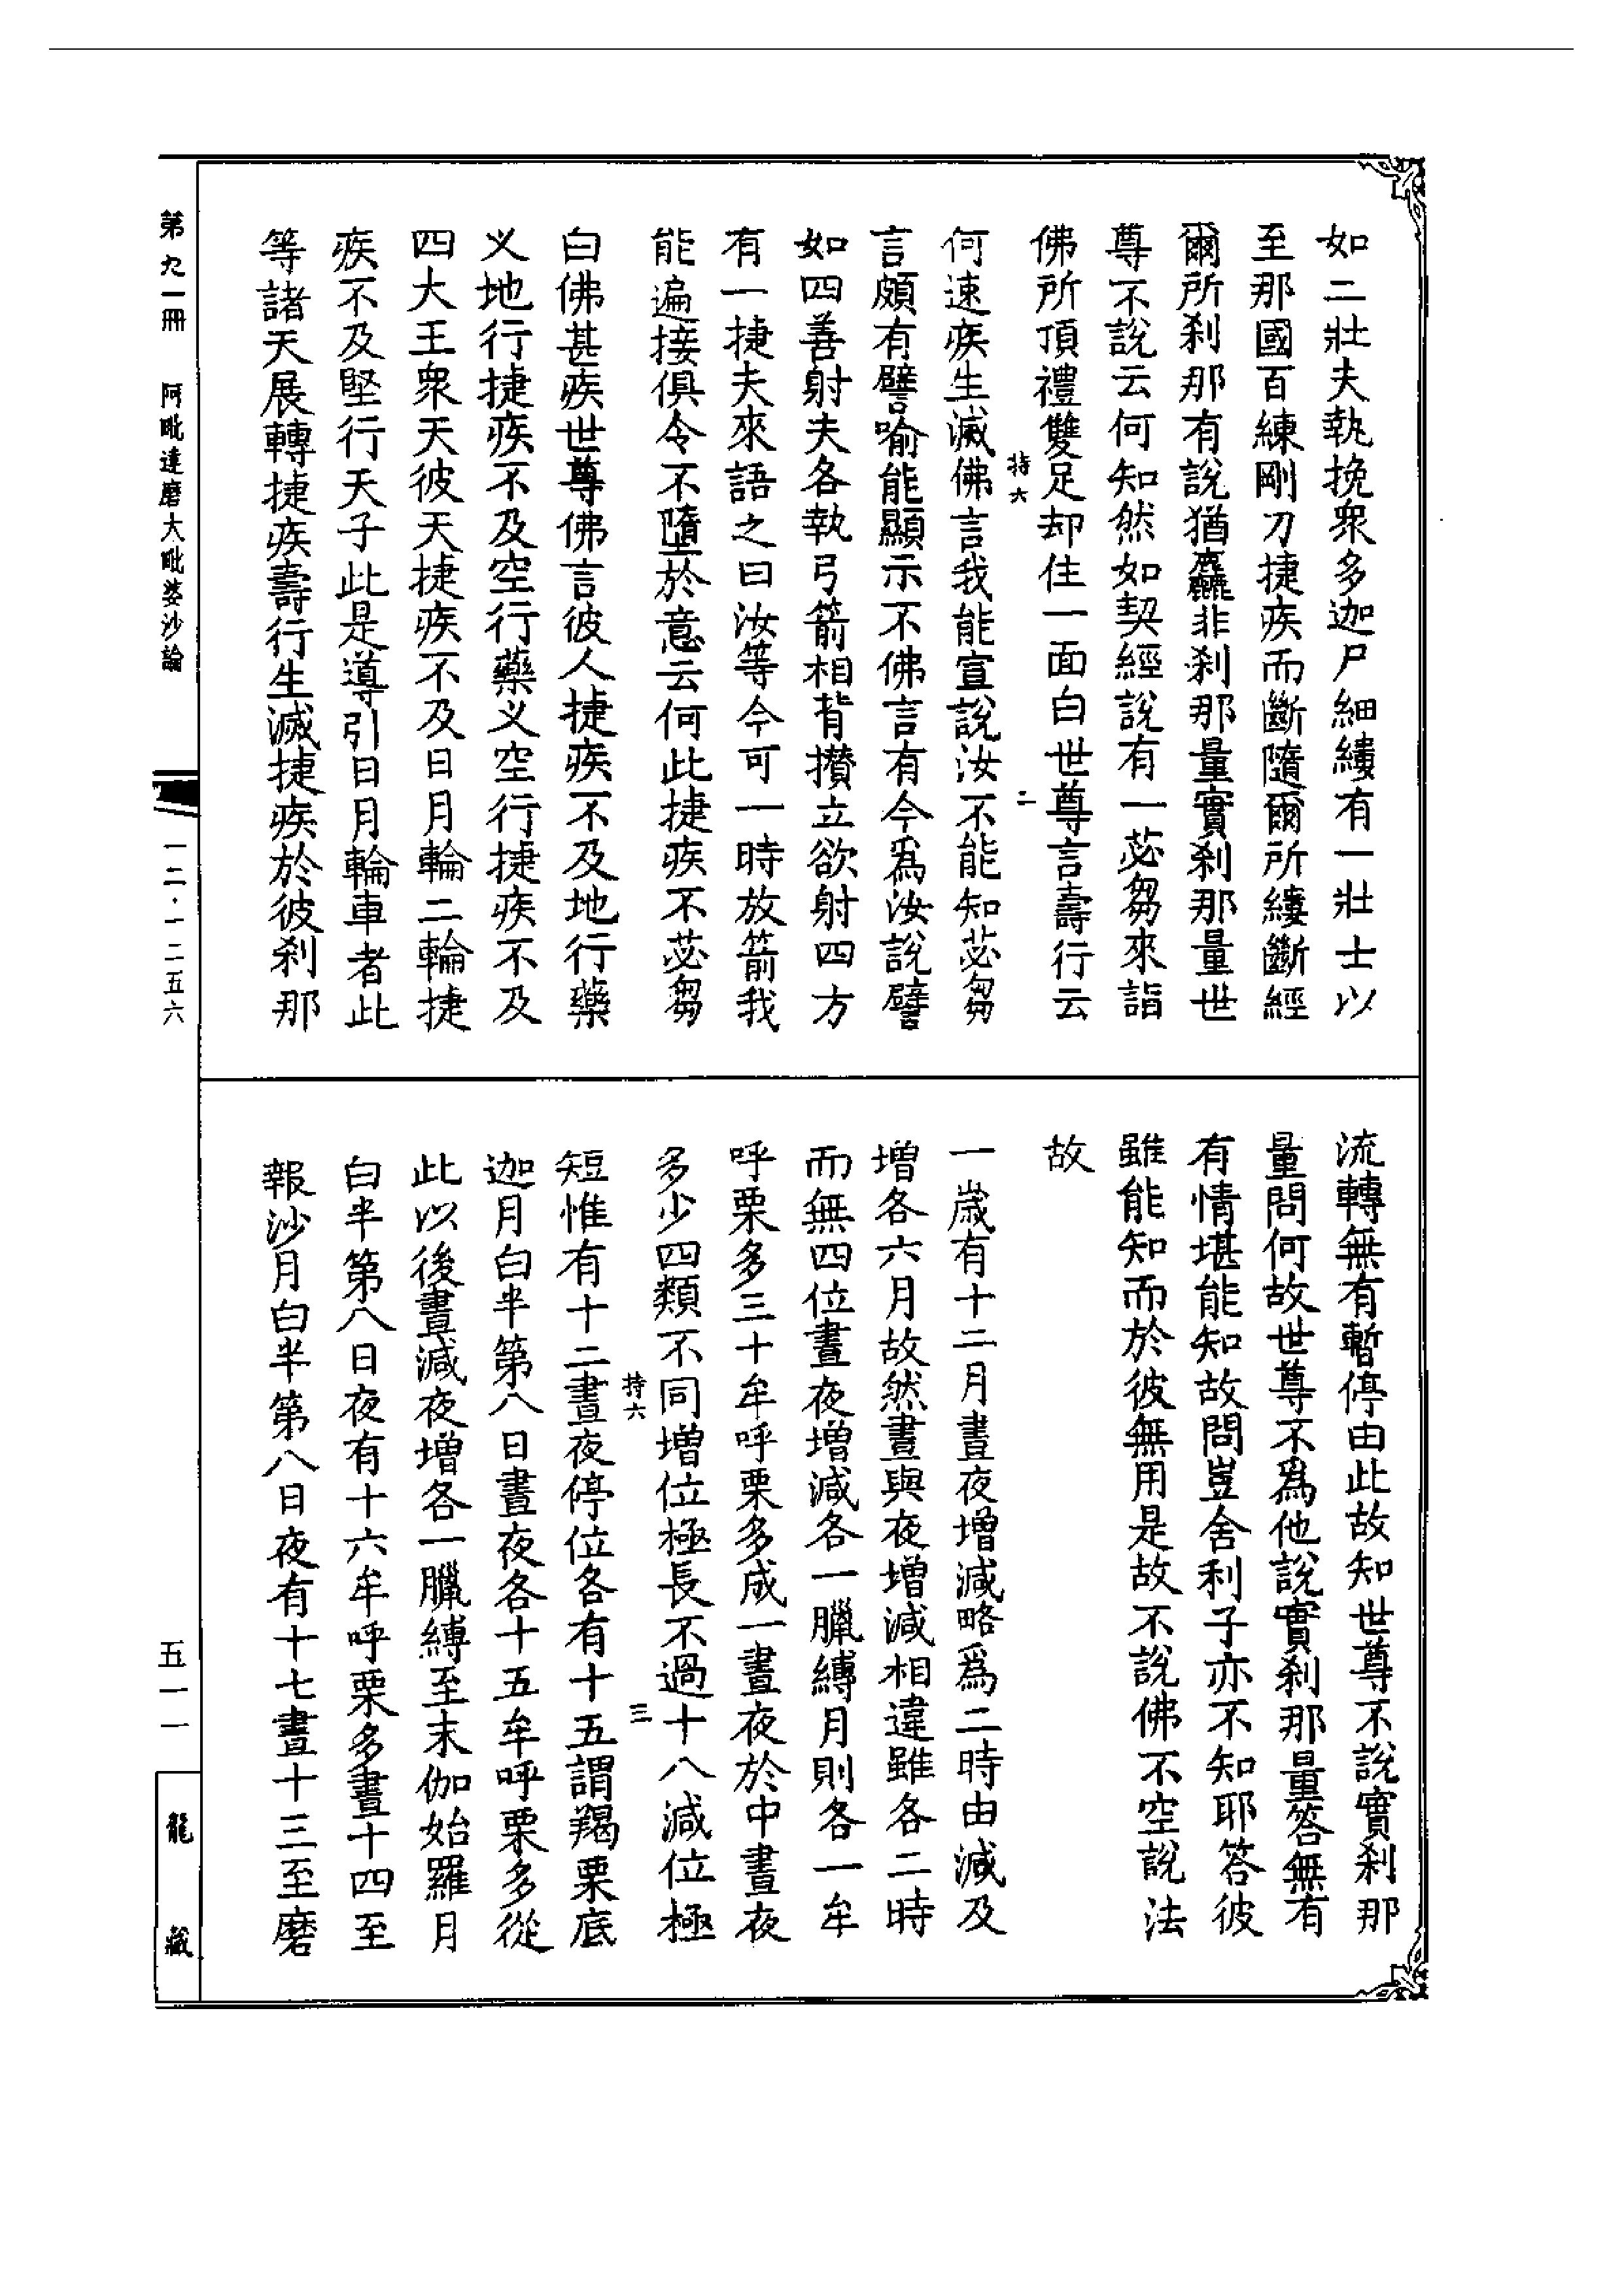 如二壯夫執挽衆多迦尸細縷有一壯士以
至那國百練剛刀捷疾而斷隨爾所縷斷經
爾所刹那有說猶麤非刹那量實刹那量世
尊不說云何知然如契經說有一苾芻來詣
佛所頂禮雙足却住一面白世尊言壽行云
持六 二
何速疾生滅佛言我能宣說汝不能知苾芻
言頗有譬喻能顯示不佛言有今爲汝說譬
如四善射夫各執弓箭相背攢立欲射四方
有一捷夫來語之曰汝等今可一時放箭我
能遍接俱令不墮於意云何此捷疾不苾芻
白佛甚疾世尊佛言彼人捷疾不及地行藥
义地行捷疾不及空行藥义空行捷疾不及
四大王衆天彼天捷疾不及日月輪二輪捷
疾不及堅行天子此是導引日月輪車者此
等諸天展轉捷疾壽行生滅捷疾於彼刹那
流轉無有暫停由此故知世尊不說實刹那
量問何故世尊不爲他說實刹那量答無有
有情堪能知故問豈舍利子亦不知耶答彼
雖能知而於彼無用是故不說佛不空說法
故
一歲有十二月晝夜增減略爲二時由減及
增各六月故然晝與夜增減相違雖各二時
而無四位晝夜增減各一臘縛月則各一牟
呼栗多三十牟呼栗多成一晝夜於中晝夜
多少四類不同增位極長不過十八減位極
持六 三
短惟有十二晝夜停位各有十五謂羯栗底
迦月白半第八日晝夜各十五牟呼栗多從
此以後晝減夜增各一臘縛至末伽始羅月
白半第八日夜有十六牟呼栗多晝十四至
報沙月白半第八日夜有十七晝十三至磨
第九一冊 阿毗達磨大毗婆沙論
一二·一二五六
五一一
龍藏